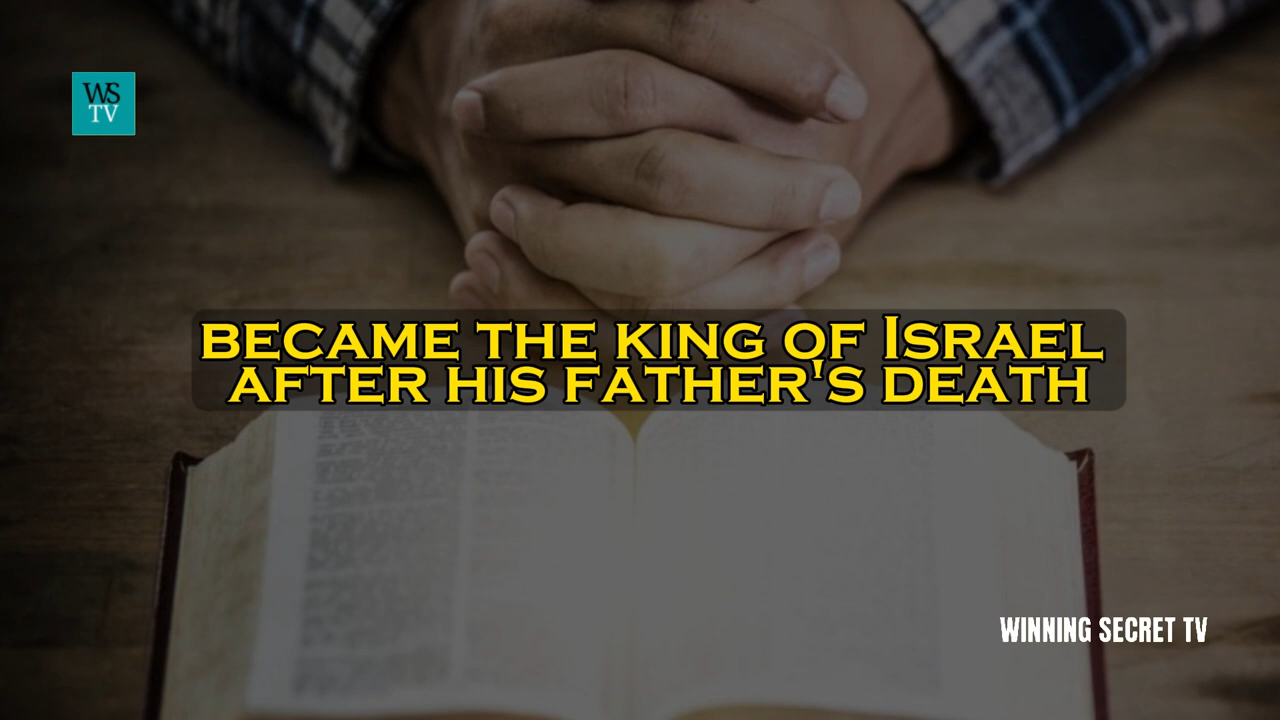 WS
TV
BECAME THE KING OF ISRAEL
AFTER HIS FATHER'S DEATH
WINNING SECRET TV